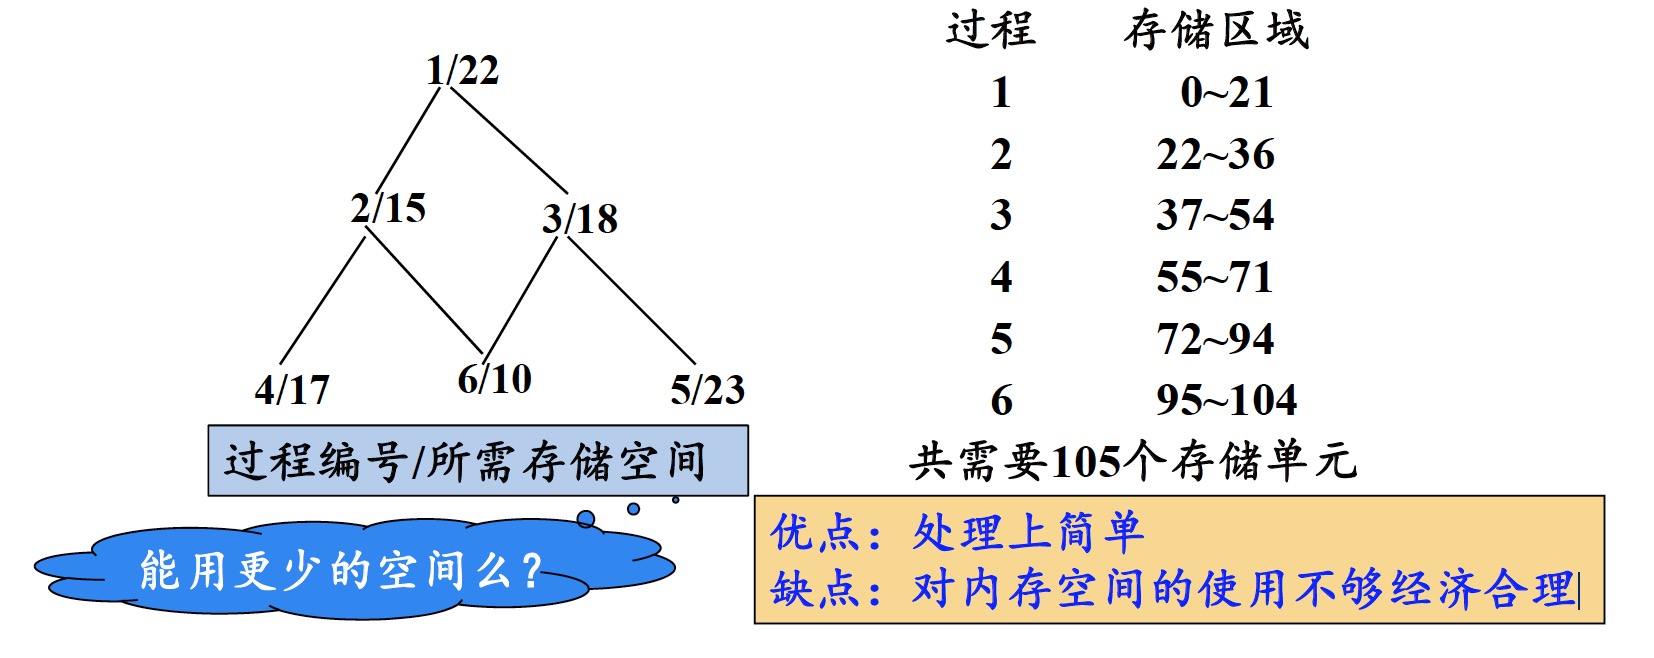 1/22
2/15
3/18
4/17
6/10
5/23
过程编号/所需存储空间
能用更少的空间么？
过程 存储区域
1 0~21
2 22~36
3 37~54
4 55~71
5 72~94
6 95~104
共需要105个存储单元
优点：处理上简单
缺点：对内存空间的使用不够经济合理